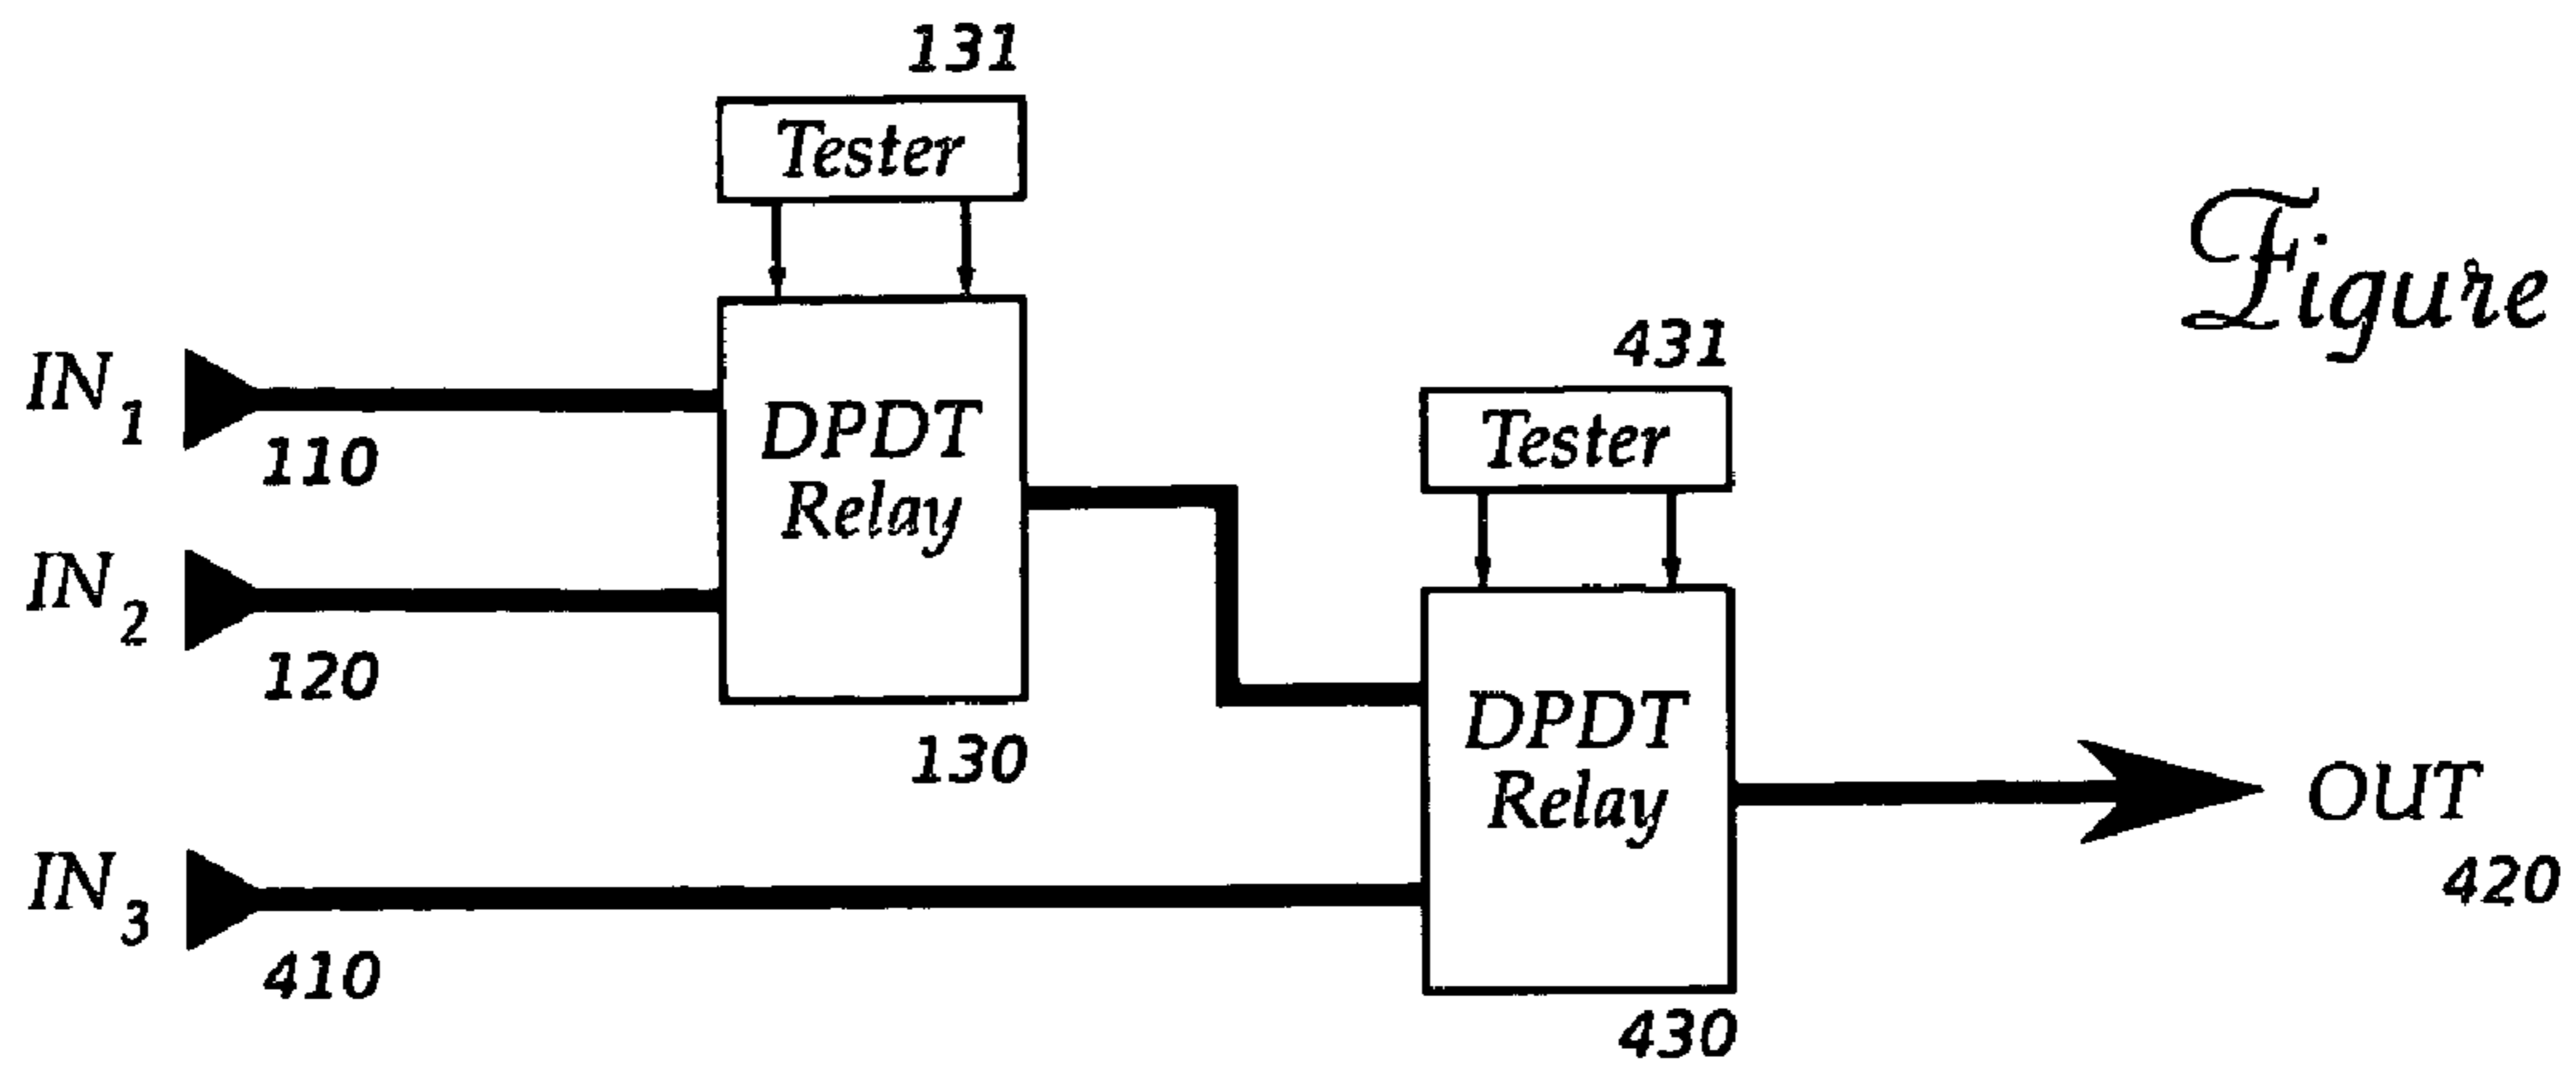 131
Tester
Figure
IN1
110
DPDT
Relay
431
Tester
IN2
120
130
DPDT
Relay
OUT
420
IN3
410
430